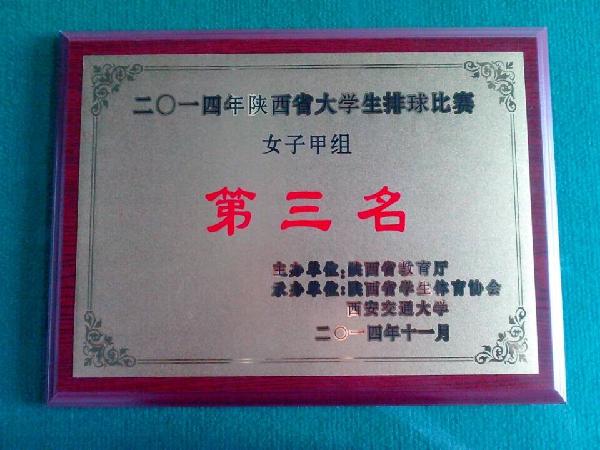 二〇一四年陕西省大学生排球比赛
女子甲组
第三名
主办单位:陕西省教育厅
承办单位:陕西省学生体育协会
西安交通大学
二〇一四年十一月